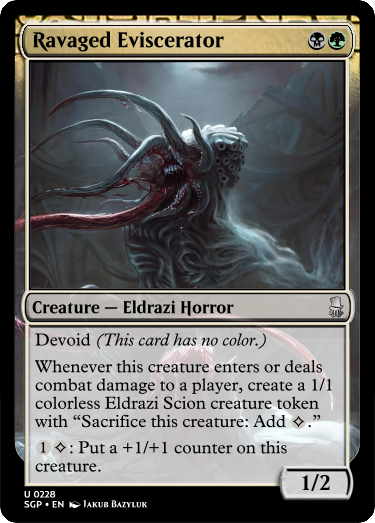 Ravaged Eviscerator
Creature — Eldrazi Horror
Devoid (This card has no color.)
Whenever this creature enters or deals
combat damage to a player, create a 1/1
colorless Eldrazi Scion creature token
with “Sacrifice this creature: Add .”
1 : Put a +1/+1 counter on this
creature.
1/2
U 0228
SGP • EN Jakub Bazyluk